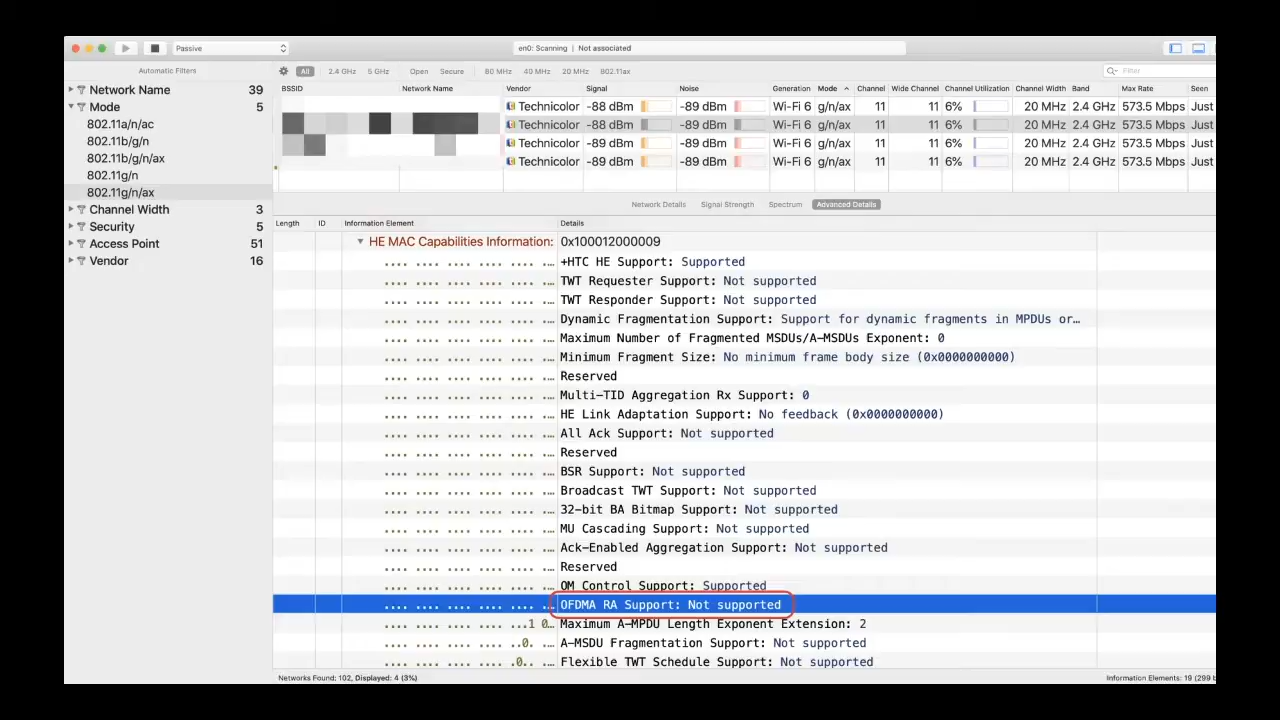 Passive
en0: Scanning | Not associated
Automatic Filters
All 2.4 GHz 5 GHz Open Secure 80 MHz 40 MHz 20 MHz 802.11ax
Filter
Network Name 39
Mode 5
802.11a/n/ac
802.11b/g/n
802.11b/g/n/ax
802.11g/n
802.11g/n/ax
Channel Width 3
Security 5
Access Point 51
Vendor 16
BSSID Network Name Vendor Signal Noise Generation Mode Channel Wide Channel Channel Utilization Channel Width Band Max Rate Seen
Technicolor -88 dBm -89 dBm Wi-Fi 6 g/n/ax 11 11 6% 20 MHz 2.4 GHz 573.5 Mbps Just
Technicolor -88 dBm -89 dBm Wi-Fi 6 g/n/ax 11 11 6% 20 MHz 2.4 GHz 573.5 Mbps Just
Technicolor -89 dBm -89 dBm Wi-Fi 6 g/n/ax 11 11 6% 20 MHz 2.4 GHz 573.5 Mbps Just
Technicolor -89 dBm -89 dBm Wi-Fi 6 g/n/ax 11 11 6% 20 MHz 2.4 GHz 573.5 Mbps Just
Network Details Signal Strength Spectrum Advanced Details
Length ID Information Element Details
HE MAC Capabilities Information: 0x100012000009
.... .... .... .... .... .… +HTC HE Support: Supported
.... .... .... .... .... .… TWT Requester Support: Not supported
.... .... .... .... .... .… TWT Responder Support: Not supported
.... .... .... .... .... .… Dynamic Fragmentation Support: Support for dynamic fragments in MPDUs or…
.... .... .... .... .... .… Maximum Number of Fragmented MSDUs/A-MSDUs Exponent: 0
.... .... .... .... .... .… Minimum Fragment Size: No minimum frame body size (0x0000000000)
.... .... .... .... .... .… Reserved
.... .... .... .... .... .… Multi-TID Aggregation Rx Support: 0
.... .... .... .... .... .… HE Link Adaptation Support: No feedback (0x0000000000)
.... .... .... .... .... .… All Ack Support: Not supported
.... .... .... .... .... .… Reserved
.... .... .... .... .... .… BSR Support: Not supported
.... .... .... .... .... .… Broadcast TWT Support: Not supported
.... .... .... .... .... .… 32-bit BA Bitmap Support: Not supported
.... .... .... .... .... .… MU Cascading Support: Not supported
.... .... .... .... .... .… Ack-Enabled Aggregation Support: Not supported
.... .... .... .... .... .… Reserved
.... .... .... .... .... .… OM Control Support: Supported
.... .... .... .... .... .… OFDMA RA Support: Not supported
.... .... .... .... ...1 0… Maximum A-MPDU Length Exponent Extension: 2
.... .... .... .... ..0. .… A-MSDU Fragmentation Support: Not supported
.... .... .... .... .0.. .… Flexible TWT Schedule Support: Not supported
Networks Found: 102, Displayed: 4 (3%)
Information Elements: 19 (299